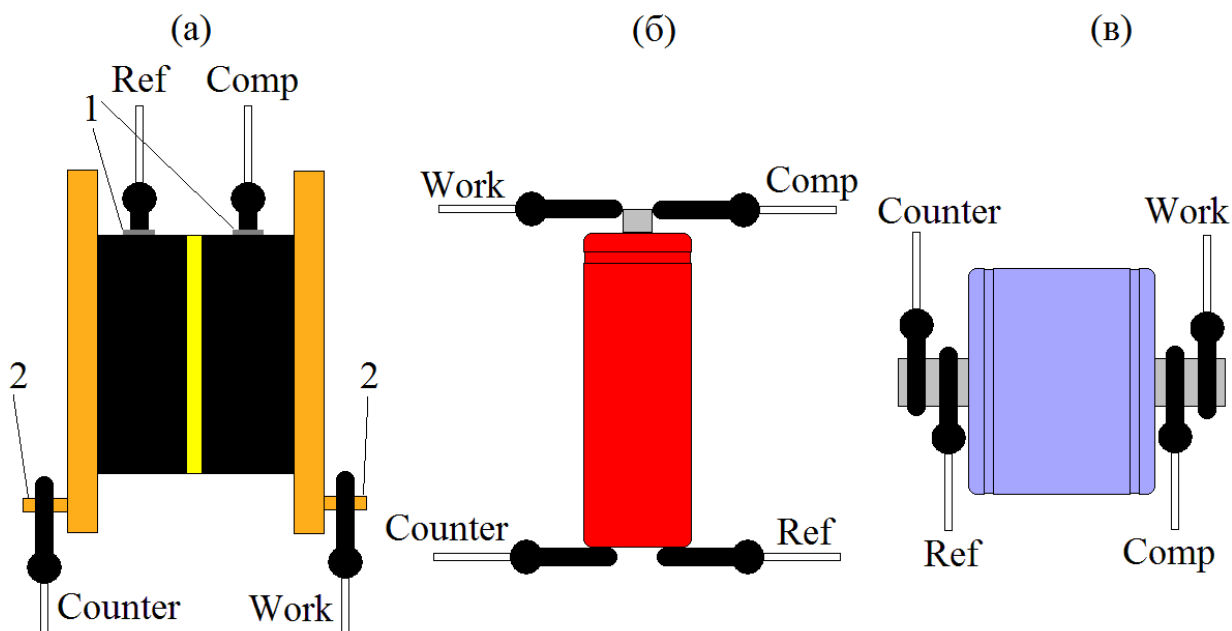 (а)
Ref Comp
1
2
2
Counter Work
(б)
Work Comp
Counter Ref
(в)
Counter Work
Ref Comp